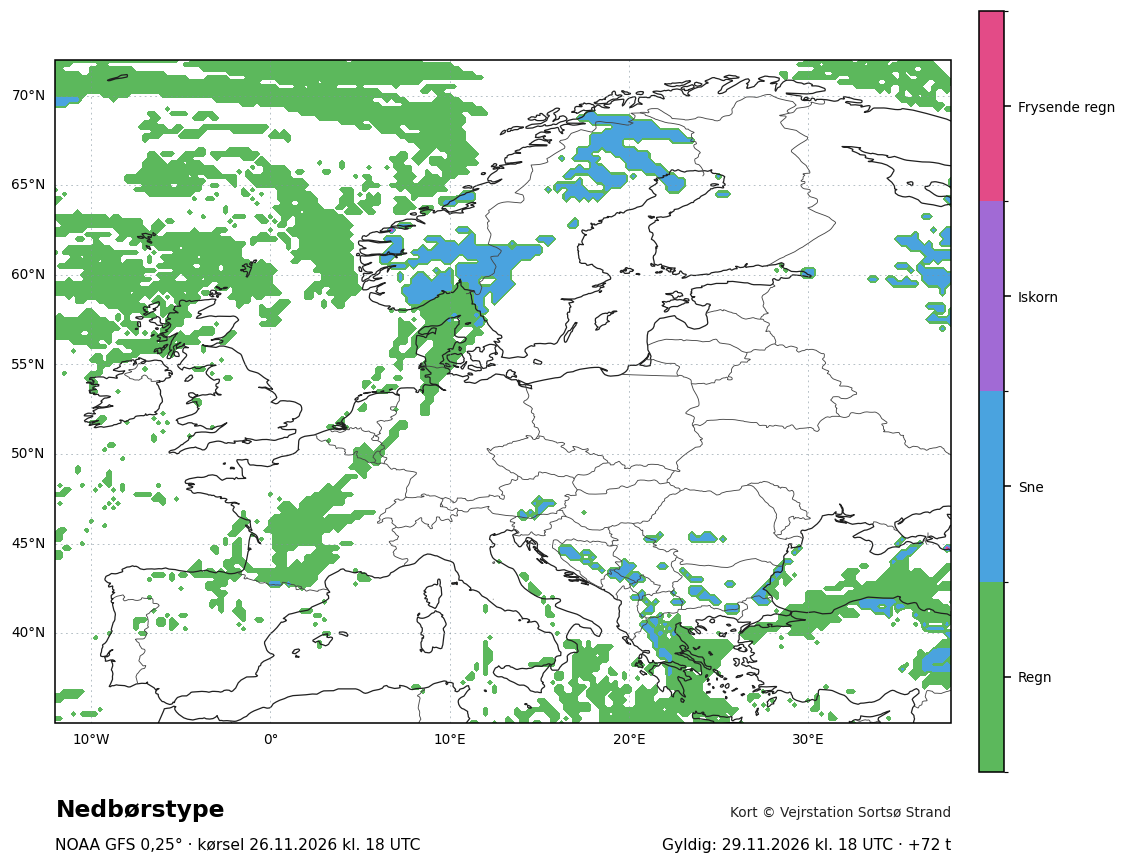 Frysende regn
Iskorn
Sne
Regn
70°N
65°N
60°N
55°N
50°N
45°N
40°N
10°W
0°
10°E
20°E
30°E
Nedbørstype
Kort © Vejrstation Sortsø Strand
NOAA GFS 0,25° · kørsel 26.11.2026 kl. 18 UTC
Gyldig: 29.11.2026 kl. 18 UTC · +72 t